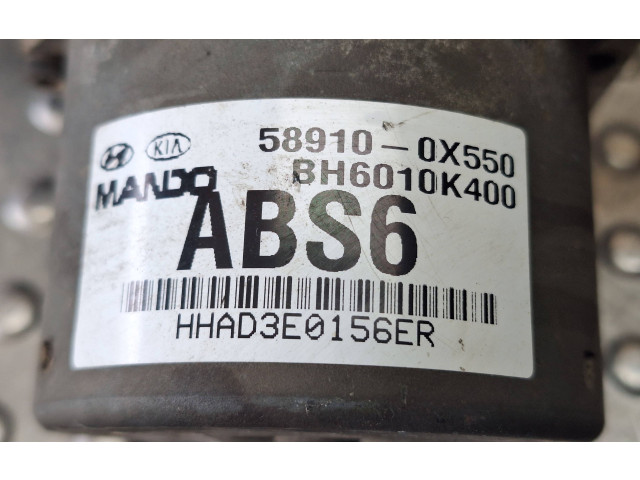 KIA
58910-0X550
MANDO
BH6010K400
ABS6
HHAD3E0156ER